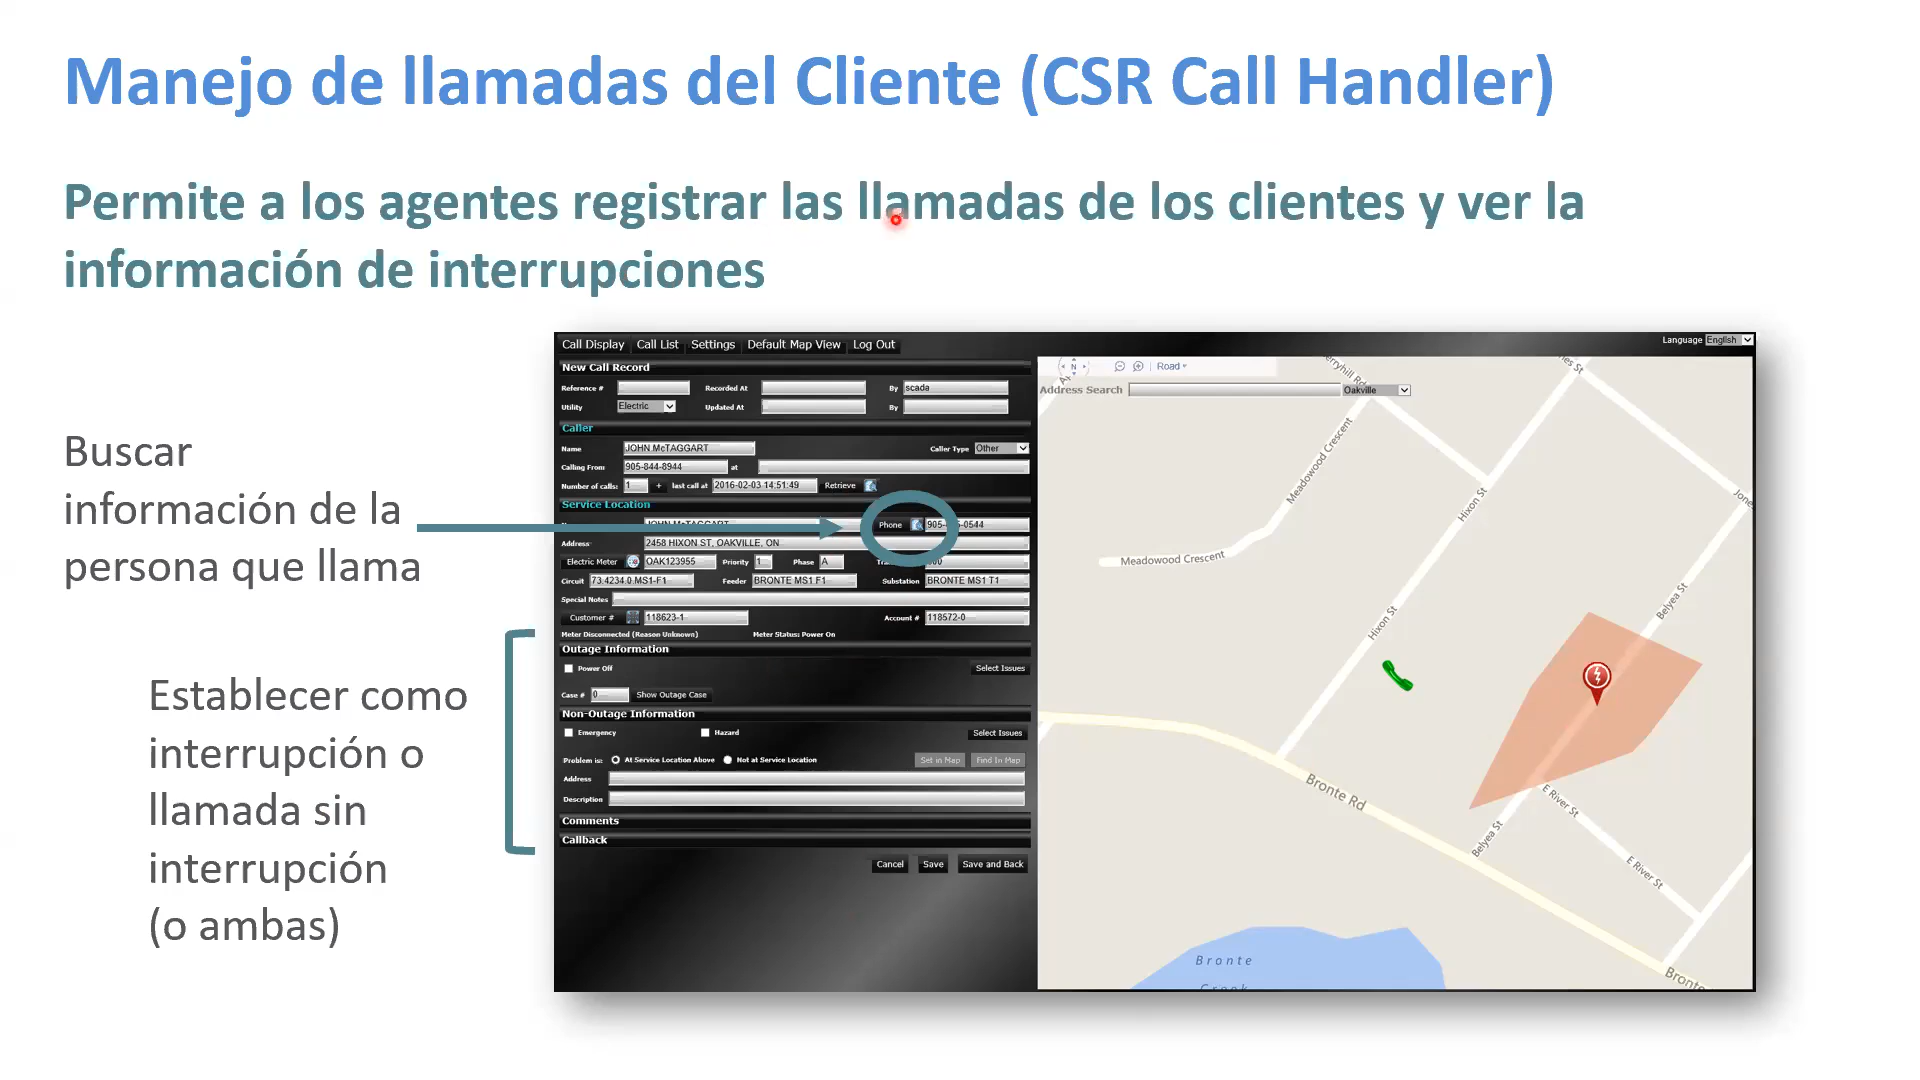 Manejo de llamadas del Cliente (CSR Call Handler)
Permite a los agentes registrar las llamadas de los clientes y ver la
información de interrupciones
Buscar
información de la
persona que llama
Establecer como
interrupción o
llamada sin
interrupción
(o ambas)
Call Display Call List Settings Default Map View Log Out
Language English
New Call Record
Reference # Recorded At By scada
Utility Electric Updated At By
Caller
Name JOHN McTAGGART Caller Type Other
Calling From 905-844-8944 at
Number of calls: 1 + last call at 2016-02-03 14:51:49 Retrieve
Service Location
JOHN McTAGGART Phone 905- -0544
Address: 2458 HIXON ST, OAKVILLE, ON
Electric Meter OAK123955 Priority 1 Phase A
Circuit 73.4234.0.MS1-F1 Feeder BRONTE MS1 F1 Substation BRONTE MS1 T1
Special Notes
Customer # 118623-1 Account # 118572-0
Meter Disconnected (Reason Unknown) Meter Status: Power On
Outage Information
Power Off Select Issues
Case # 0 Show Outage Case
Non-Outage Information
Emergency Hazard Select Issues
Problem is: At Service Location Above Not at Service Location Set in Map Find In Map
Address
Description
Comments
Callback
Cancel Save Save and Back
N Road
Address Search Oakville
Meadowood Crescent
Meadowood Crescent
Hixon St
Hixon St
Belyea St
Belyea St
E River St
E River St
Bronte Rd
Bronte
Bronte
Creek